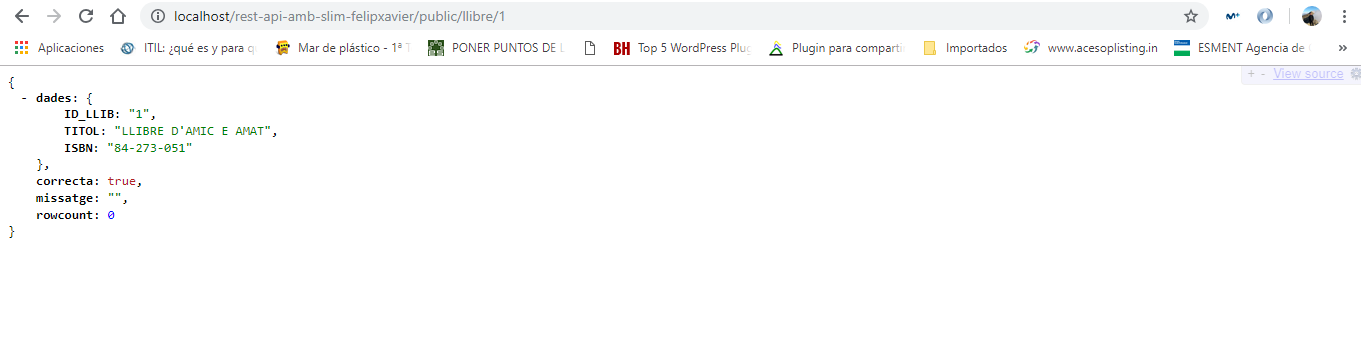 localhost/rest-api-amb-slim-felipxavier/public/llibre/1
Aplicaciones ITIL: ¿qué es y para q Mar de plástico - 1ª T PONER PUNTOS DE L BH Top 5 WordPress Plug Plugin para comparti Importados www.acesoplisting.in ESMENT Agencia de »
+ - View source
{
- dades: {
ID_LLIB: "1",
TITOL: "LLIBRE D'AMIC E AMAT",
ISBN: "84-273-051"
},
correcta: true,
missatge: "",
rowcount: 0
}